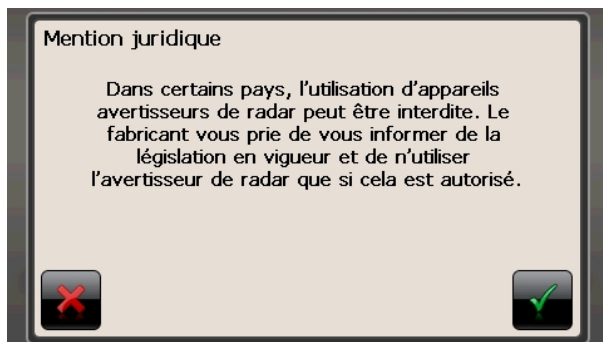 Mention juridique
Dans certains pays, l'utilisation d'appareils
avertisseurs de radar peut être interdite. Le
fabricant vous prie de vous informer de la
législation en vigueur et de n'utiliser
l'avertisseur de radar que si cela est autorisé.